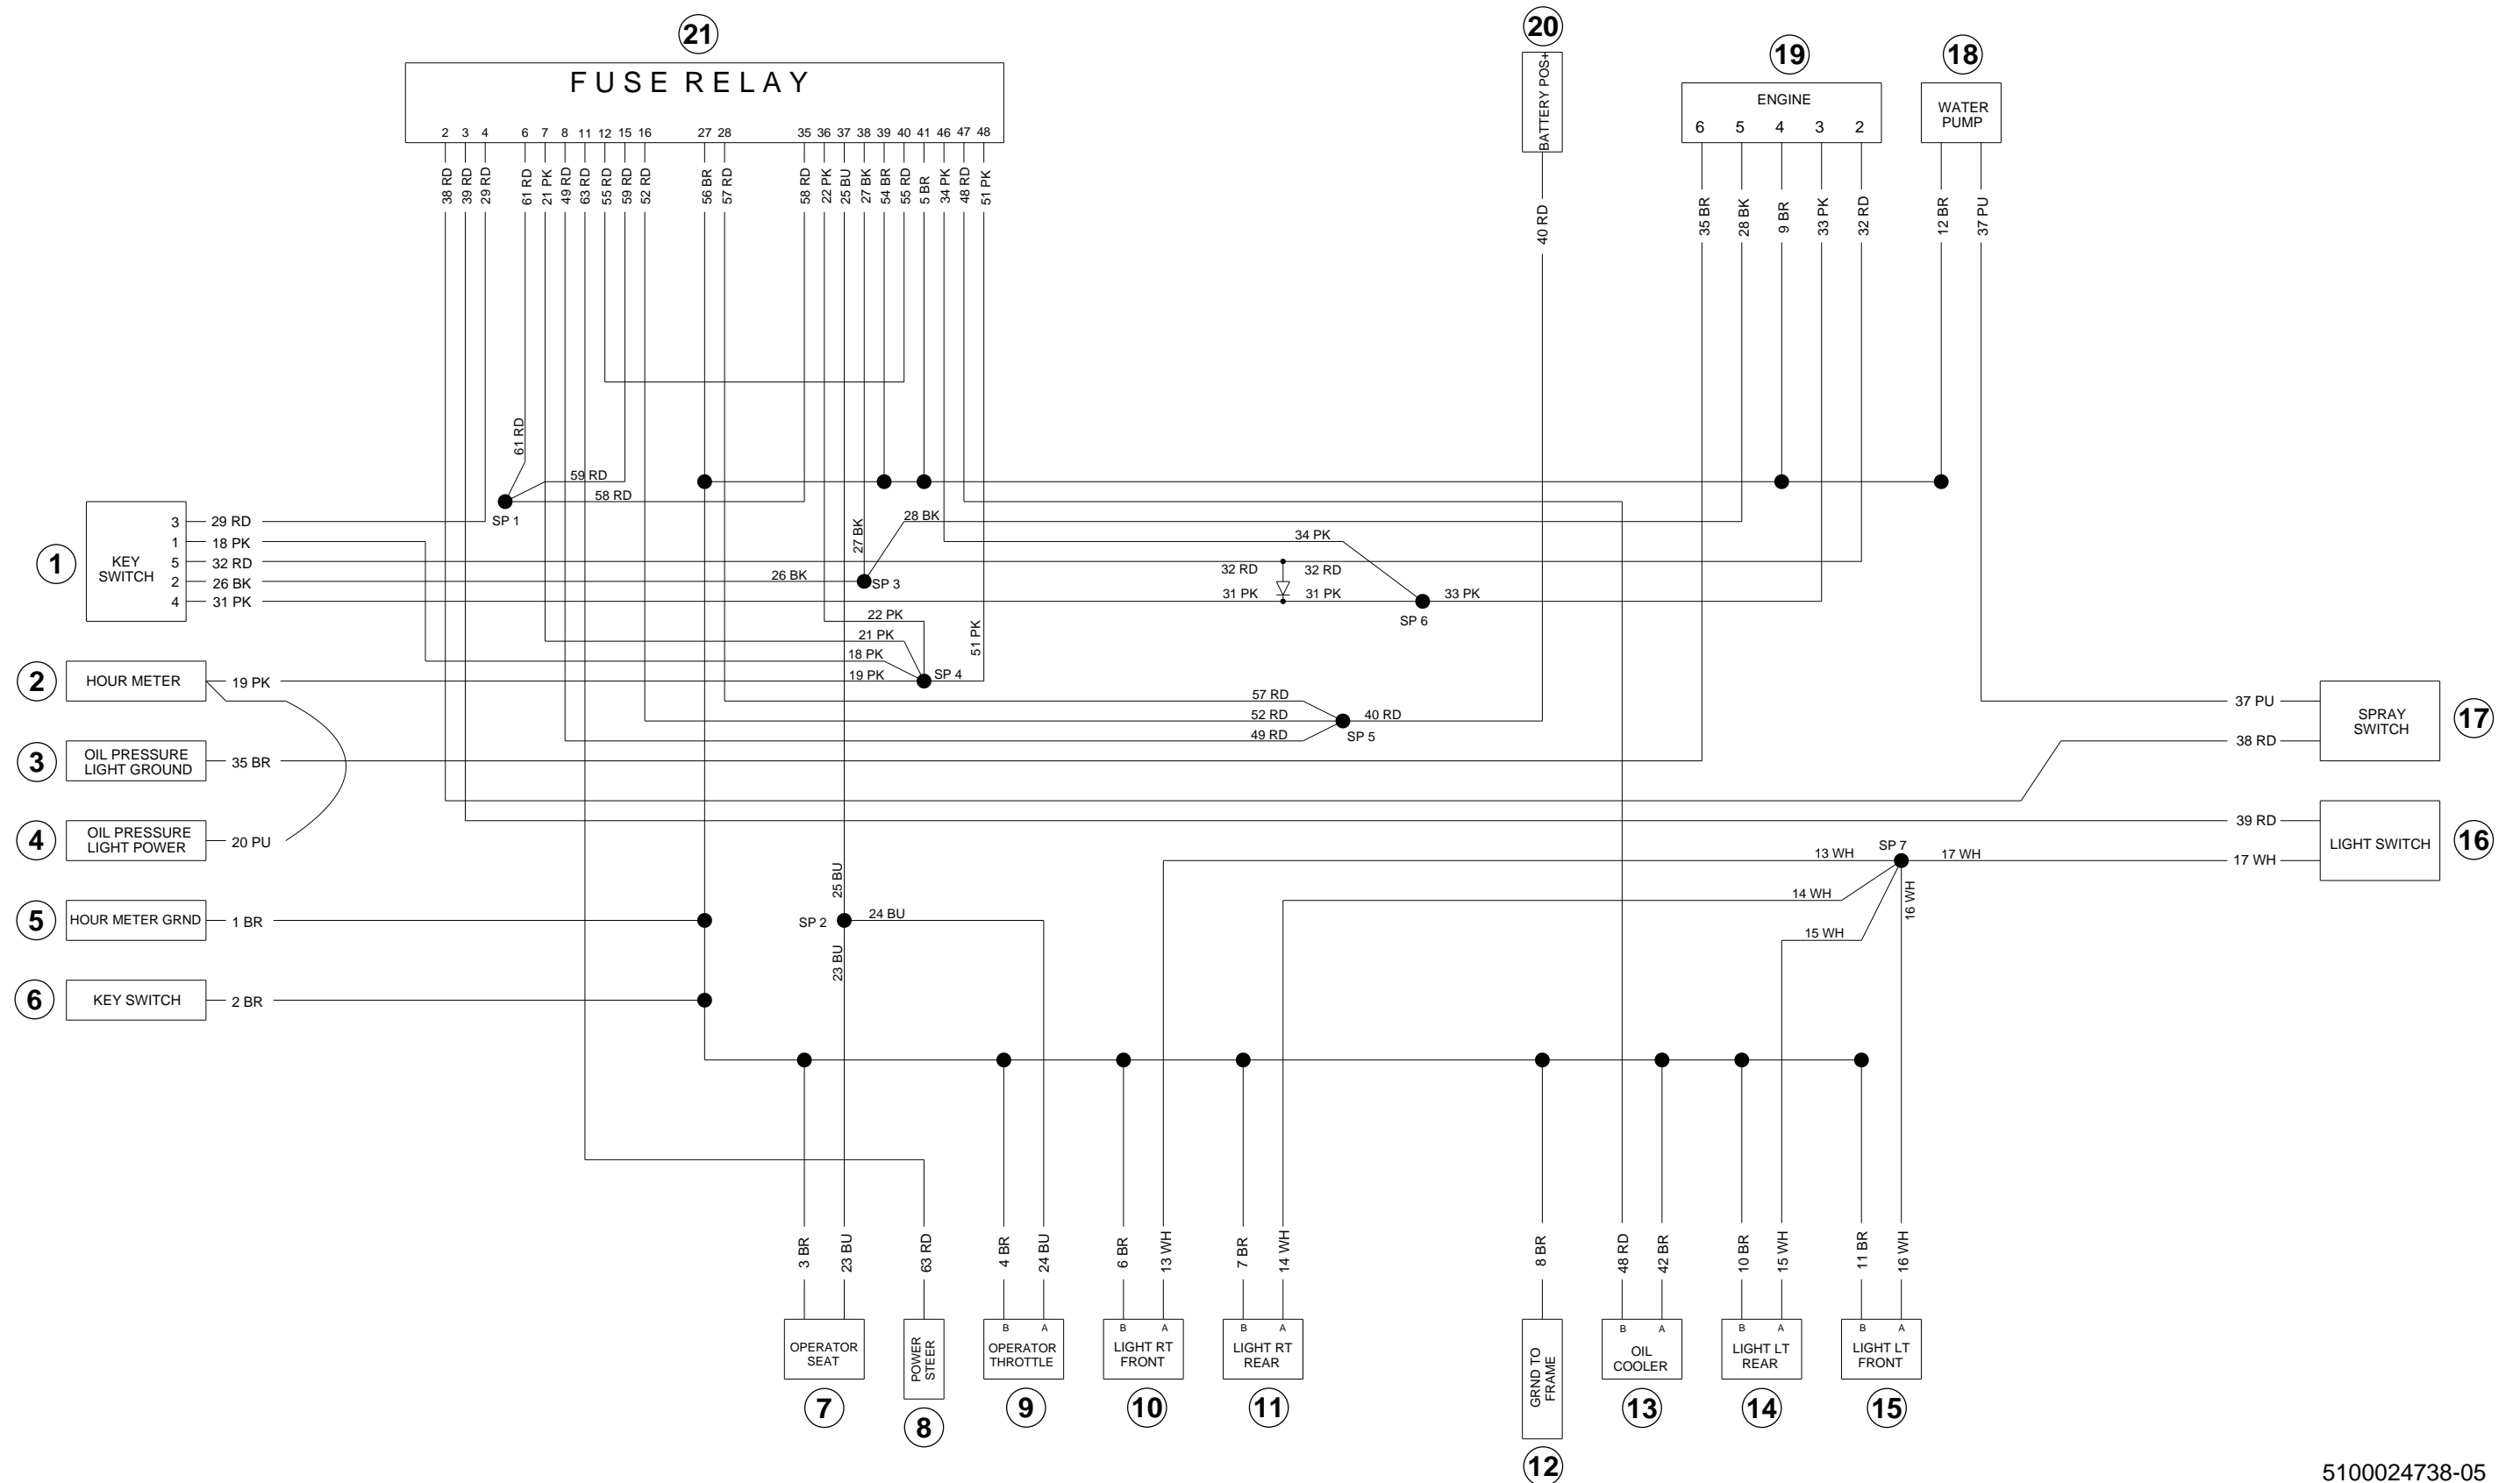 21
20
19
18
FUSE RELAY
BATTERY POS+
ENGINE
WATER
PUMP
6 5 4 3 2
2 3 4 6 7 8 11 12 15 16 27 28 35 36 37 38 39 40 41 46 47 48
38 RD
39 RD
29 RD
61 RD
21 PK
49 RD
63 RD
55 RD
59 RD
52 RD
56 BR
57 RD
58 RD
22 PK
25 BU
27 BK
54 BR
55 RD
5 BR
34 PK
48 RD
51 PK
40 RD
35 BR
28 BK
9 BR
33 PK
32 RD
12 BR
37 PU
61 RD
59 RD
58 RD
SP 1
1
KEY
SWITCH
3 29 RD
1 18 PK
5 32 RD
2 26 BK
4 31 PK
28 BK
27 BK
34 PK
26 BK
SP 3
32 RD
32 RD
31 PK
31 PK
33 PK
SP 6
22 PK
21 PK
18 PK
19 PK
SP 4
51 PK
2
HOUR METER
19 PK
57 RD
52 RD
40 RD
49 RD
SP 5
37 PU
38 RD
SPRAY
SWITCH
17
3
OIL PRESSURE
LIGHT GROUND
35 BR
4
OIL PRESSURE
LIGHT POWER
20 PU
39 RD
17 WH
LIGHT SWITCH
16
SP 7
13 WH
17 WH
14 WH
16 WH
15 WH
25 BU
SP 2
24 BU
23 BU
5
HOUR METER GRND
1 BR
6
KEY SWITCH
2 BR
3 BR
23 BU
63 RD
4 BR
24 BU
6 BR
13 WH
7 BR
14 WH
8 BR
48 RD
42 BR
10 BR
15 WH
11 BR
16 WH
OPERATOR
SEAT
7
POWER
STEER
8
B A
OPERATOR
THROTTLE
9
B A
LIGHT RT
FRONT
10
B A
LIGHT RT
REAR
11
GRND TO
FRAME
12
B A
OIL
COOLER
13
B A
LIGHT LT
REAR
14
B A
LIGHT LT
FRONT
15
5100024738-05